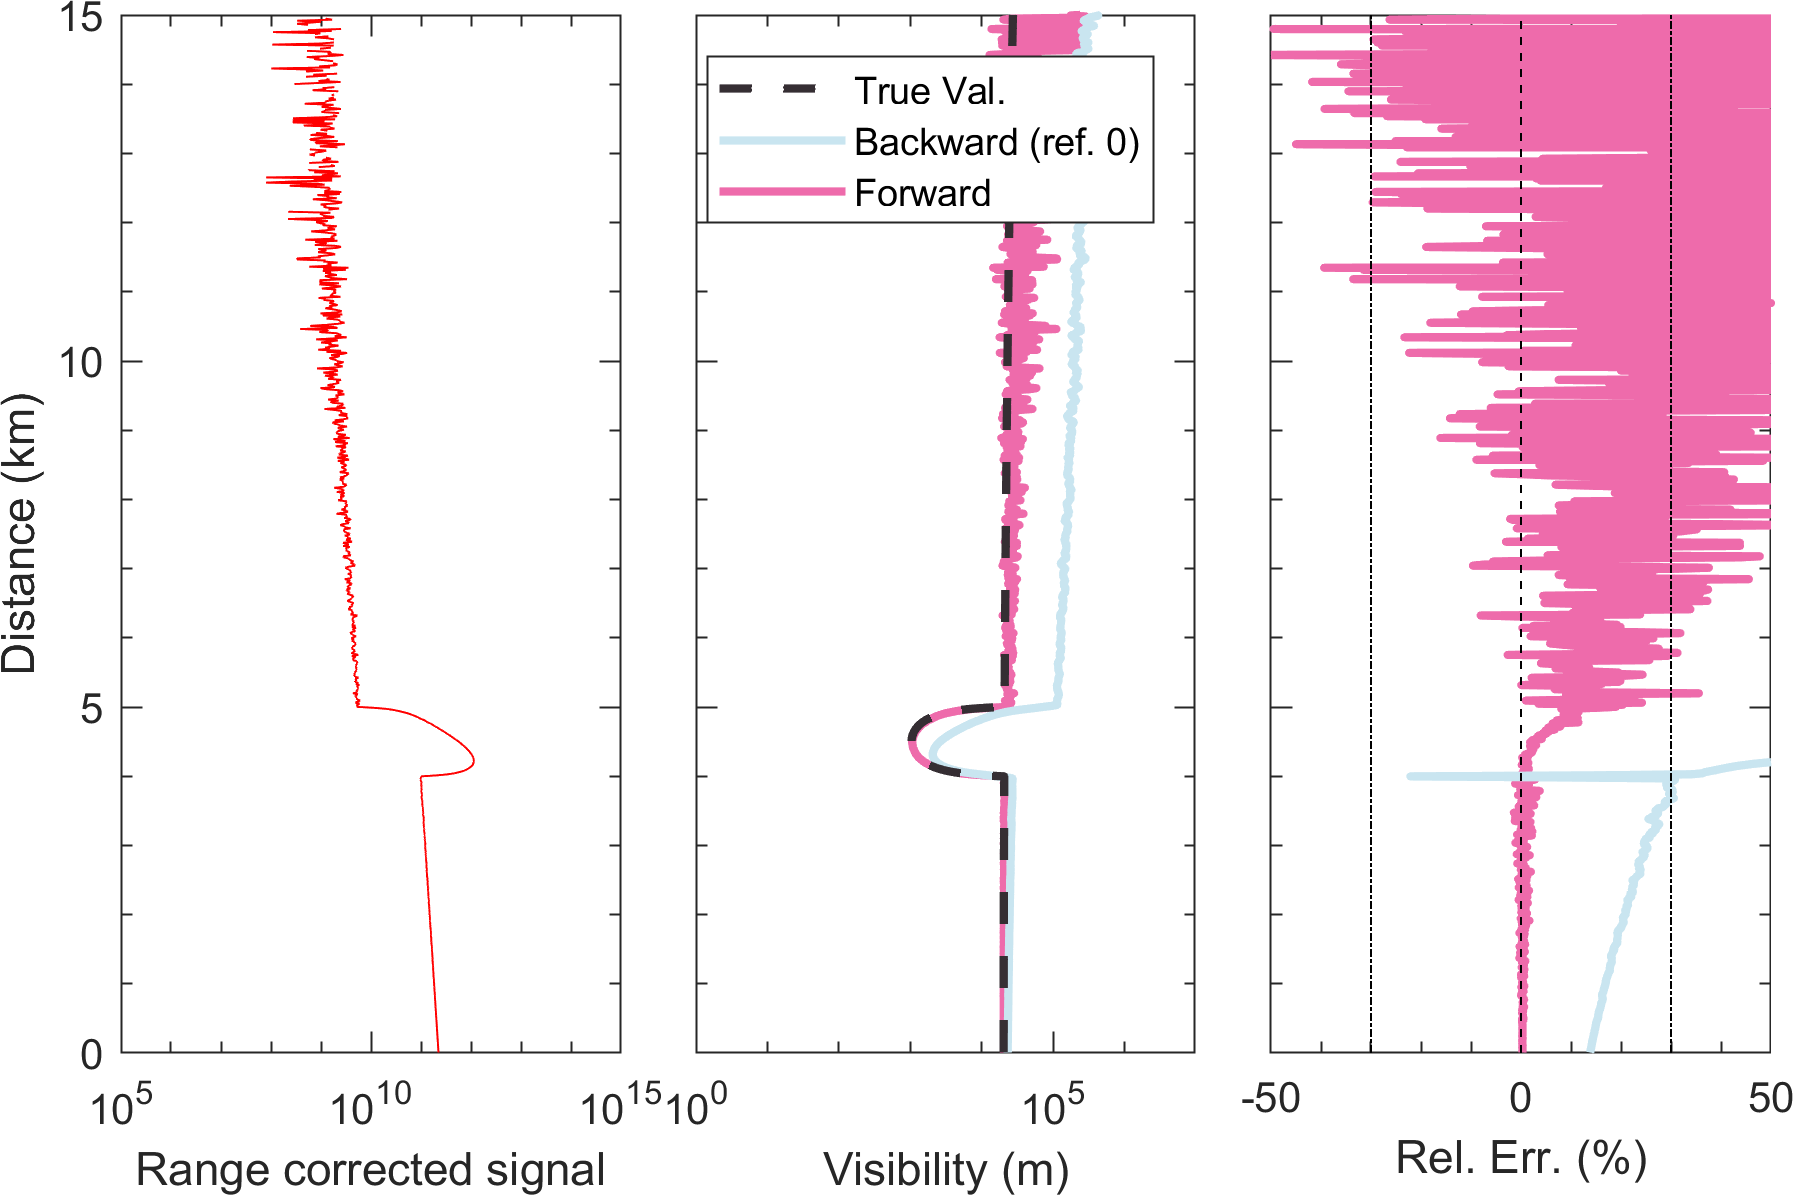 15
10
5
0
Distance (km)
10^5
10^10
10^15
Range corrected signal
True Val.
Backward (ref. 0)
Forward
10^0
10^5
Visibility (m)
-50
0
50
Rel. Err. (%)